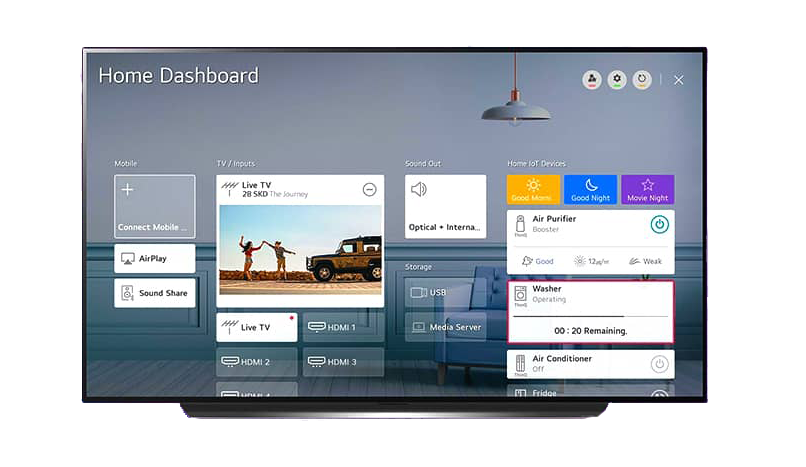 Home Dashboard
Mobile
TV / Inputs
Sound Out
Home IoT Devices
Connect Mobile ...
AirPlay
Sound Share
Live TV
28 SKD The Journey
Live TV
HDMI 1
HDMI 2
HDMI 3
HDMI 4
Optical + Interna...
Storage
USB
Media Server
Good Night
Movie Night
Air Purifier
Booster
ThinQ
Good
12㎍/㎥
Weak
Washer
Operating
ThinQ
00 : 20 Remaining.
Air Conditioner
Off
ThinQ
Fridge